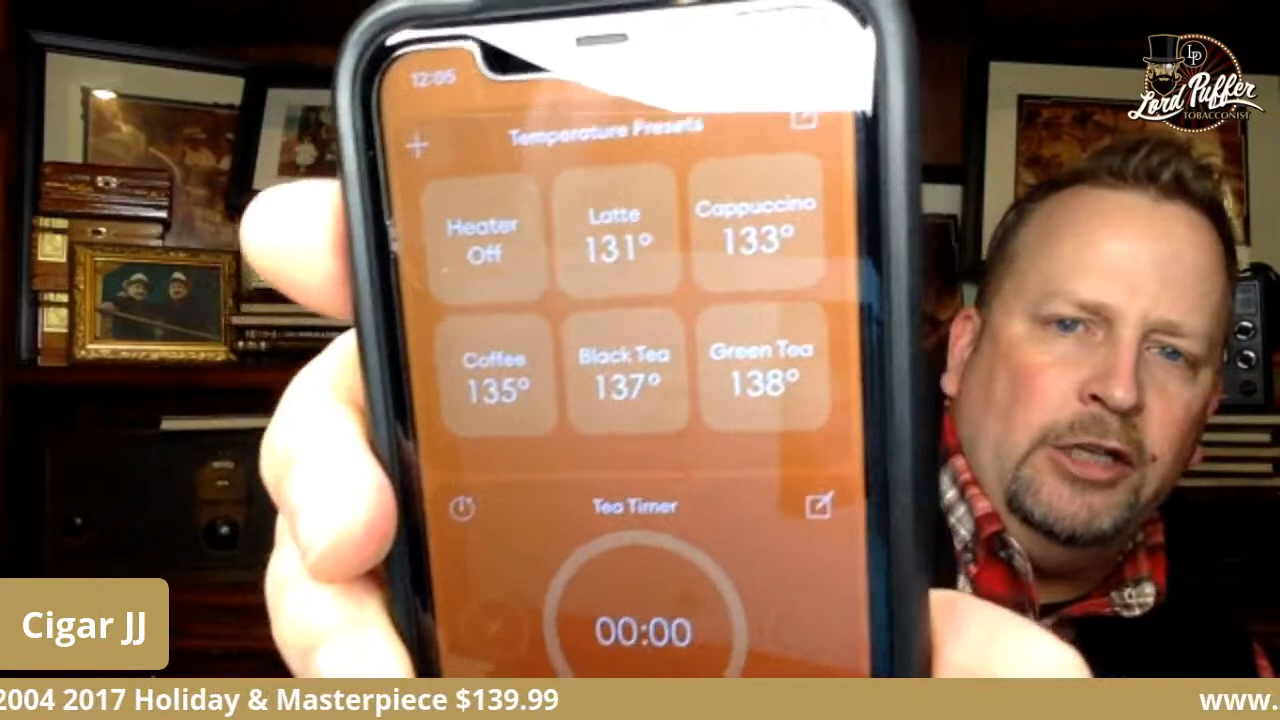 12:05
Temperature Presets
Heater
Off
Latte
131°
Cappuccino
133°
Coffee
135°
Black Tea
137°
Green Tea
138°
Tea Timer
00:00
LP
Lord Puffer
TOBACCONIST
Cigar JJ
2004 2017 Holiday & Masterpiece $139.99
www.